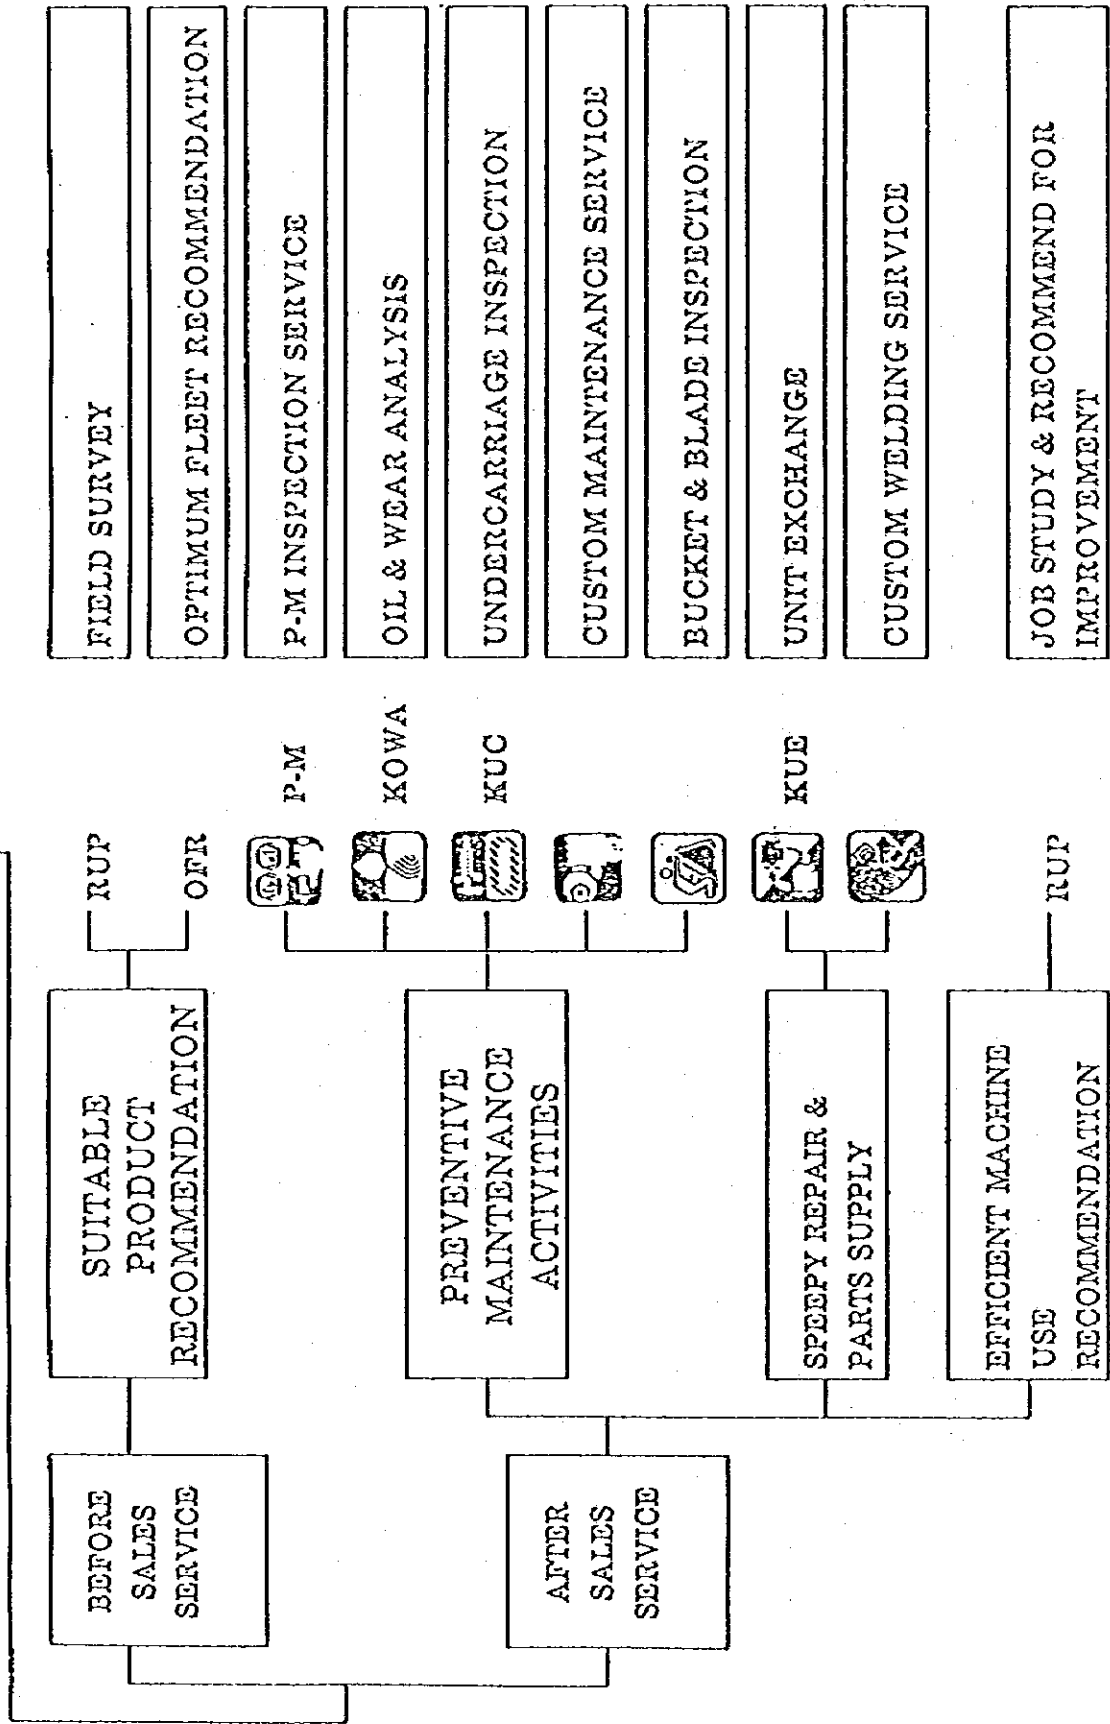 BEFORE
SALES
SERVICE
SUITABLE
PRODUCT
RECOMMENDATION
RUP
FIELD SURVEY
OFR
OPTIMUM FLEET RECOMMENDATION
AFTER
SALES
SERVICE
PREVENTIVE
MAINTENANCE
ACTIVITIES
P-M
P-M INSPECTION SERVICE
KOWA
OIL & WEAR ANALYSIS
KUC
UNDERCARRIAGE INSPECTION
CUSTOM MAINTENANCE SERVICE
BUCKET & BLADE INSPECTION
SPEEPY REPAIR &
PARTS SUPPLY
KUE
UNIT EXCHANGE
CUSTOM WELDING SERVICE
EFFICIENT MACHINE
USE
RECOMMENDATION
RUP
JOB STUDY & RECOMMEND FOR
IMPROVEMENT